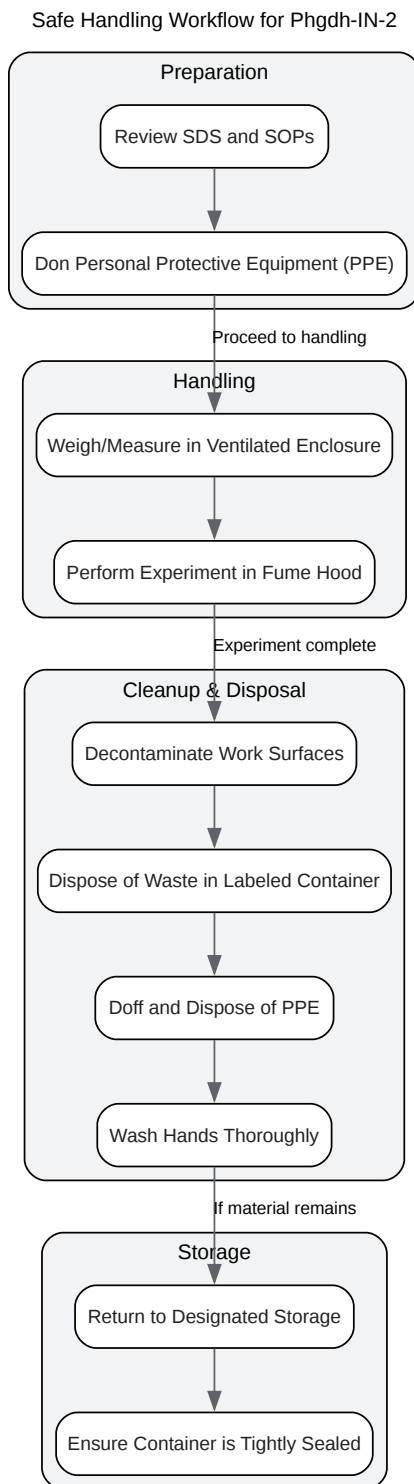 Safe Handling Workflow for Phgdh-IN-2
Preparation
Review SDS and SOPs
Don Personal Protective Equipment (PPE)
Proceed to handling
Handling
Weigh/Measure in Ventilated Enclosure
Perform Experiment in Fume Hood
Experiment complete
Cleanup & Disposal
Decontaminate Work Surfaces
Dispose of Waste in Labeled Container
Doff and Dispose of PPE
Wash Hands Thoroughly
If material remains
Storage
Return to Designated Storage
Ensure Container is Tightly Sealed